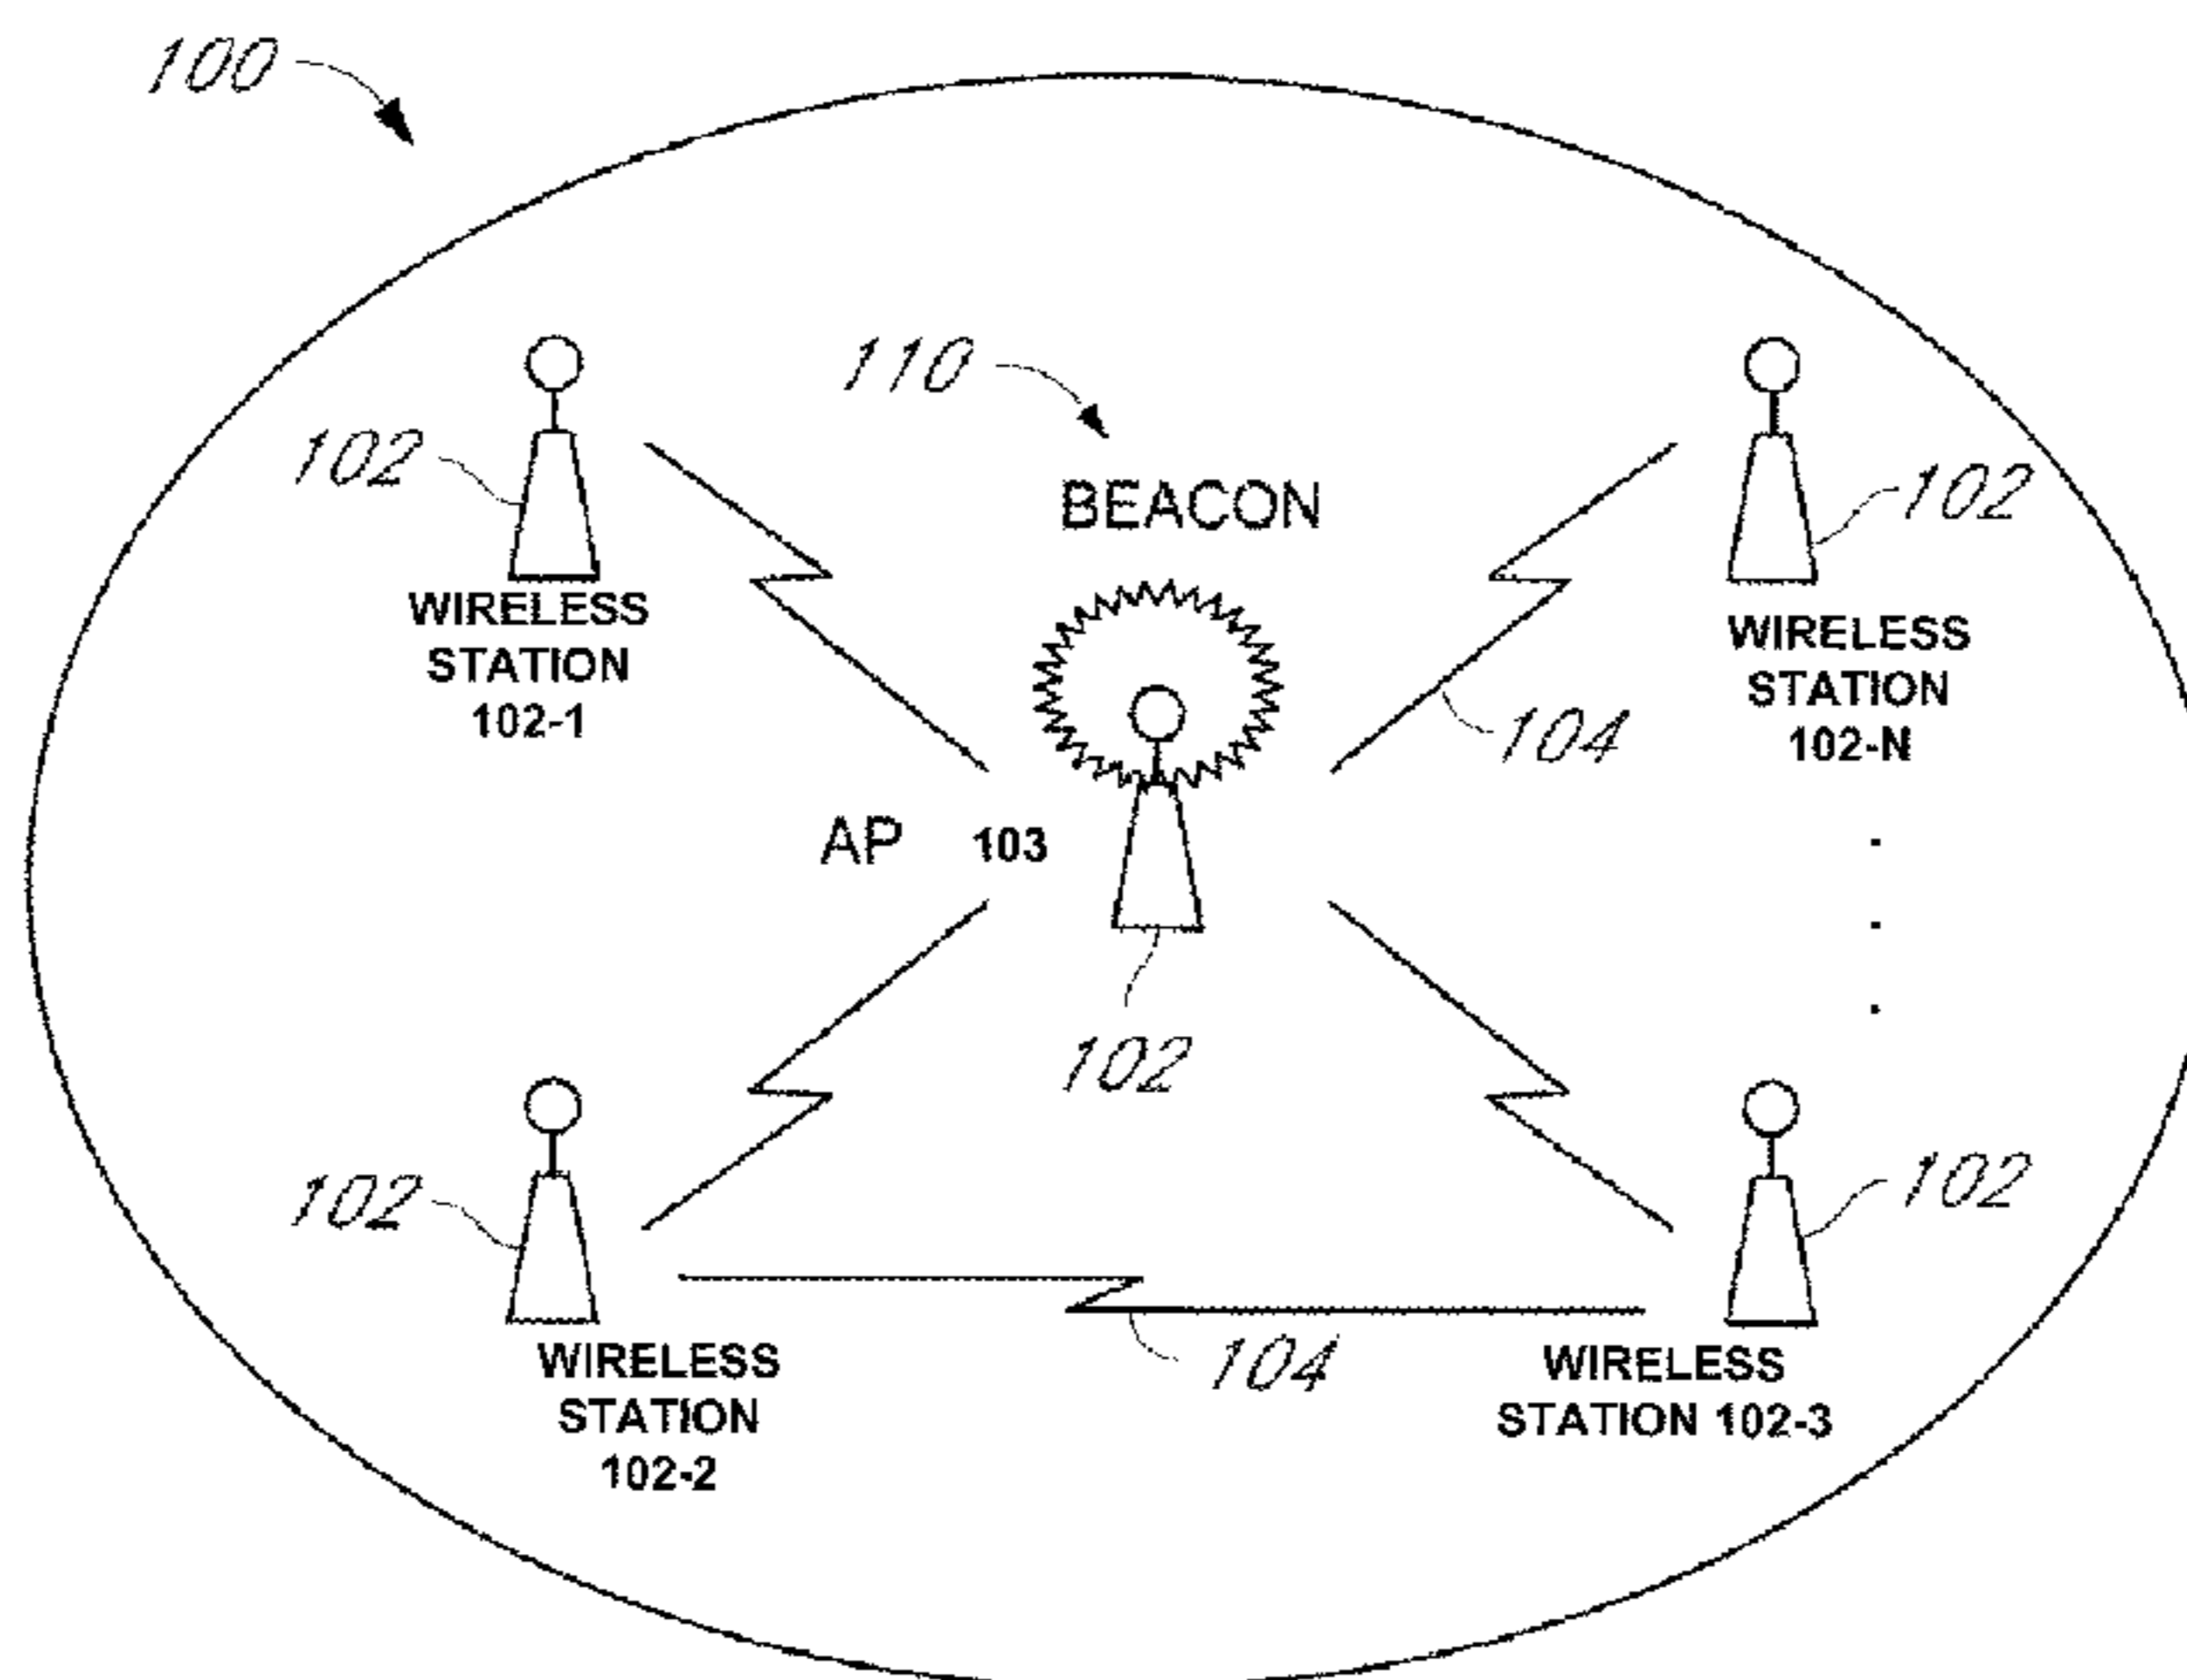 100
110
102
BEACON
102
WIRELESS
STATION
102-1
WIRELESS
STATION
102-N
104
AP 103
102
102
102
104
WIRELESS
STATION
102-2
WIRELESS
STATION 102-3